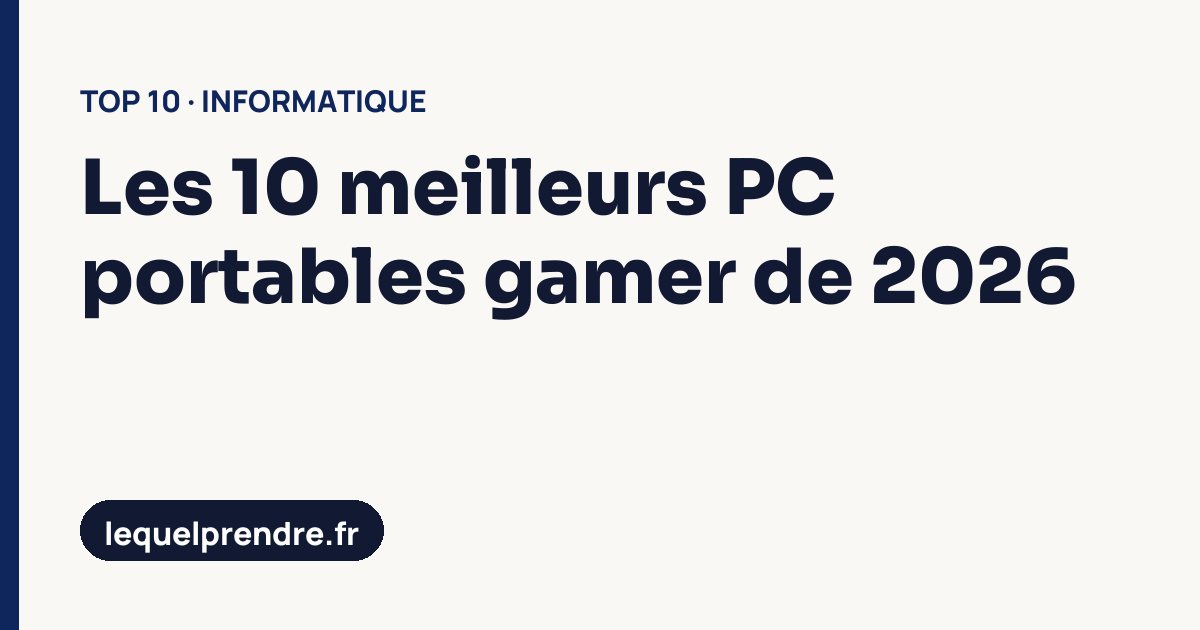 TOP 10 · INFORMATIQUE
Les 10 meilleurs PC
portables gamer de 2026
lequelprendre.fr